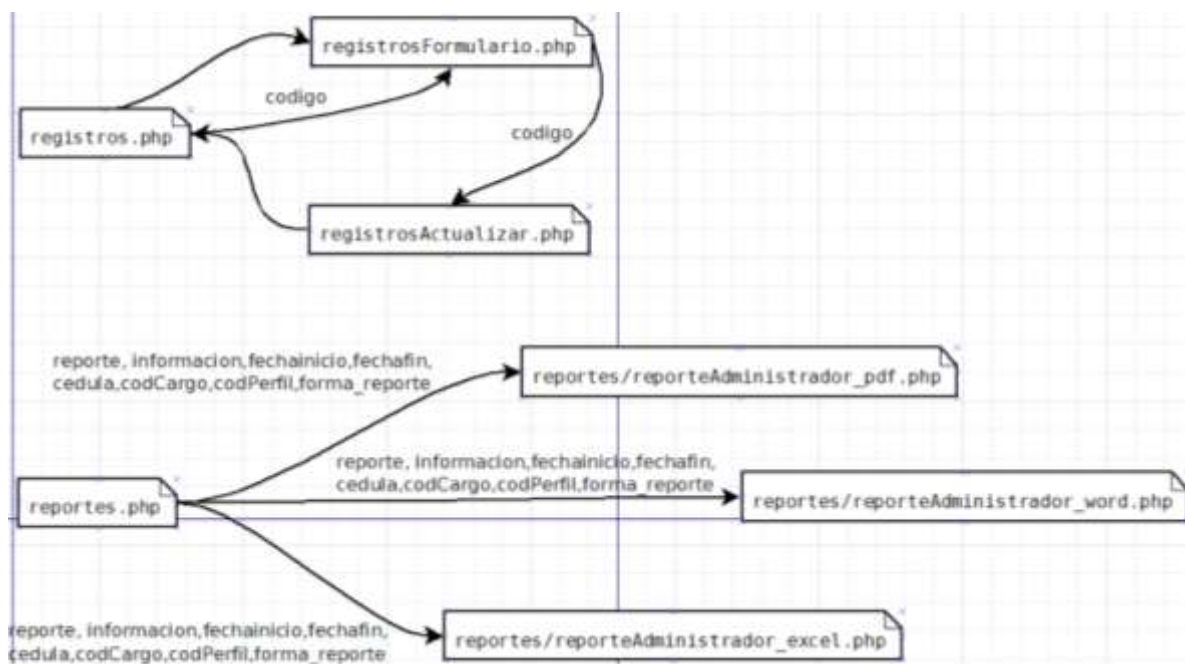 registrosFormulario.php
codigo
registros.php
codigo
registrosActualizar.php
reporte, informacion,fechainicio,fechafin,
cedula,codCargo,codPerfil,forma_reporte
reportes/reporteAdministrador_pdf.php
reporte, informacion,fechainicio,fechafin,
cedula,codCargo,codPerfil,forma_reporte
reportes.php
reportes/reporteAdministrador_word.php
reporte, informacion,fechainicio,fechafin,
cedula,codCargo,codPerfil,forma_reporte
reportes/reporteAdministrador_excel.php